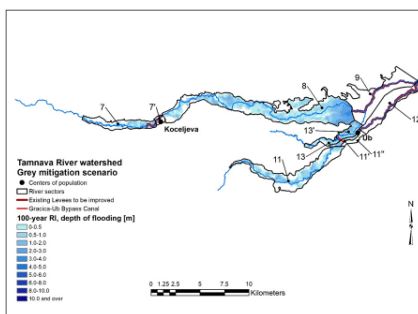 8
9
7
7'
Koceljeva
12
13'
Ub
13
11'
11"
11
Tamnava River watershed
Grey mitigation scenario
Centers of population
River sectors
Existing Levees to be improved
Gracica-Ub Bypass Canal
100-year RI, depth of flooding [m]
0-0.5
0.5-1.0
1.0-2.0
2.0-3.0
3.0-4.0
4.0-5.0
5.0-6.0
6.0-8.0
8.0-10.0
10.0 and over
N
0 1.25 2.5 5 7.5 10
Kilometers